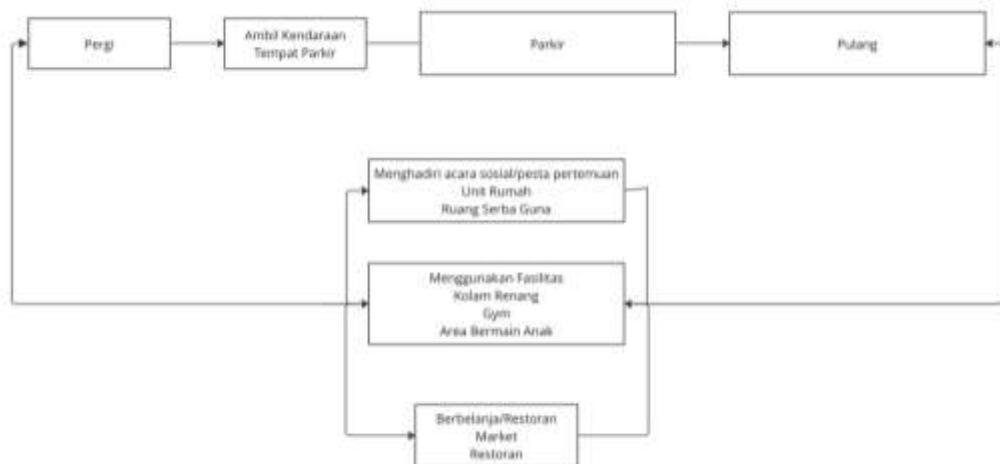 Pergi
Ambil Kendaraan
Tempat Parkir
Parkir
Pulang
Menghadiri acara sosial/pesta pertemuan
Unit Rumah
Ruang Serba Guna
Menggunakan Fasilitas
Kolam Renang
Gym
Area Bermain Anak
Berbelanja/Restoran
Market
Restoran